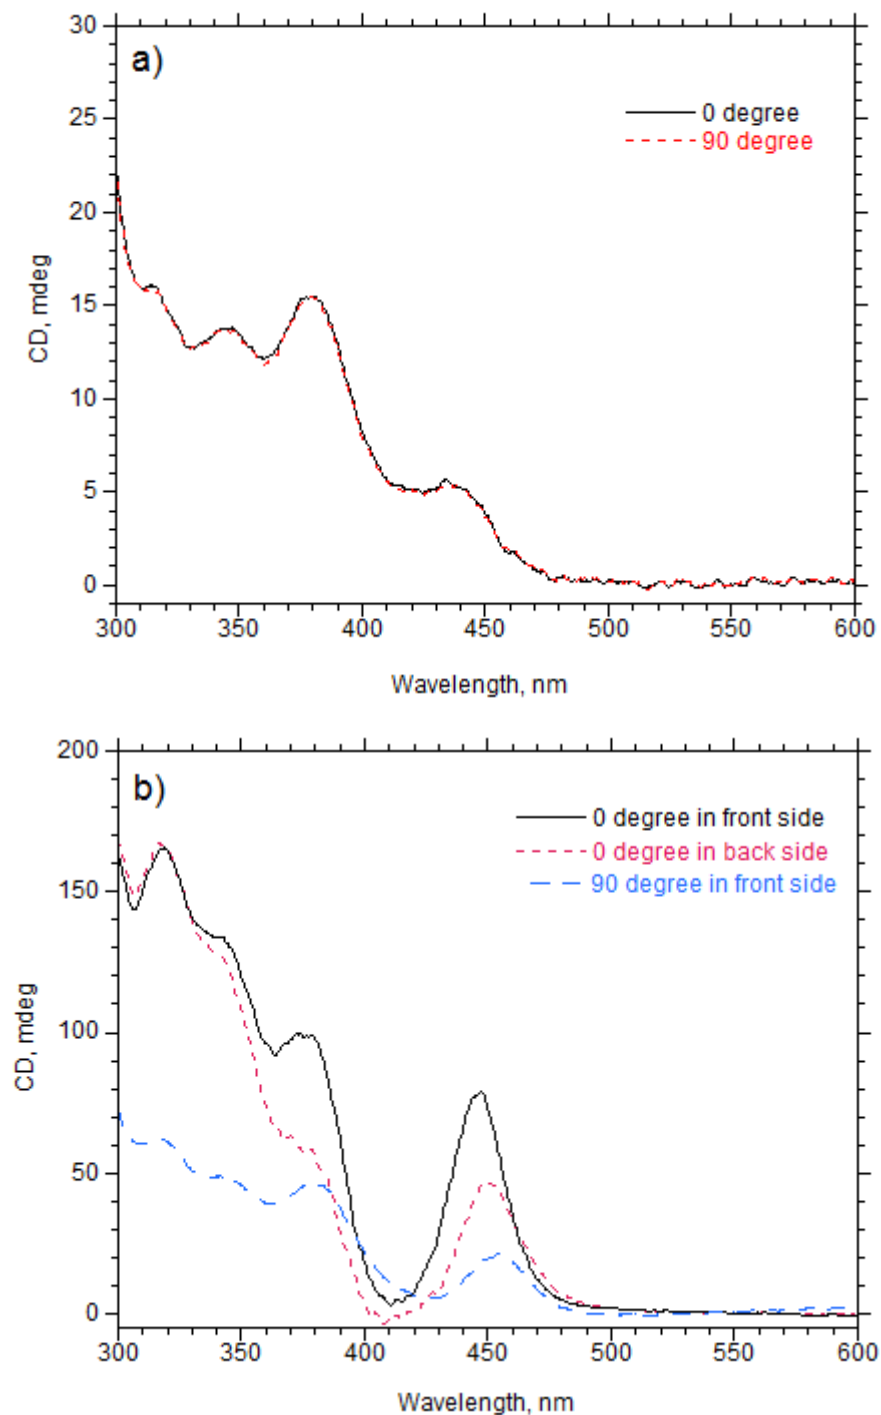 a)
0 degree
90 degree
30
25
20
15
10
5
0
CD, mdeg
300 350 400 450 500 550 600
Wavelength, nm
b)
0 degree in front side
0 degree in back side
90 degree in front side
200
150
100
50
0
CD, mdeg
300 350 400 450 500 550 600
Wavelength, nm